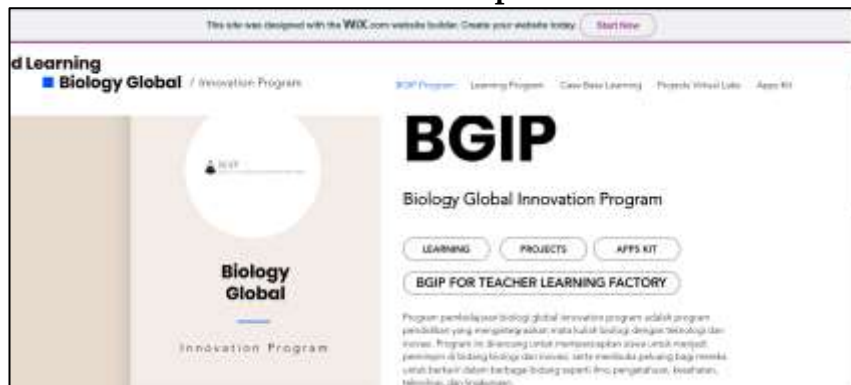 This site was designed with the WIX.com website builder. Create your website today. Start Now
d Learning
Biology Global / Innovation Program
BGIP Program Learning Program Case Base Learning Projects Virtual Labs Apps Kit
BGIP
BGIP
Biology Global Innovation Program
LEARNING PROJECTS APPS KIT
BGIP FOR TEACHER LEARNING FACTORY
Biology
Global
Innovation Program
Program pembelajaran biologi global innovation program adalah program
pendidikan yang mengintegrasikan mata kuliah biologi dengan teknologi dan
inovasi. Program ini dirancang untuk mempersiapkan siswa untuk menjadi
pemimpin di bidang biologi dan inovasi, serta membuka peluang bagi mereka
untuk berkarir dalam berbagai bidang seperti ilmu pengetahuan, kesehatan,
teknologi, dan lingkungan.